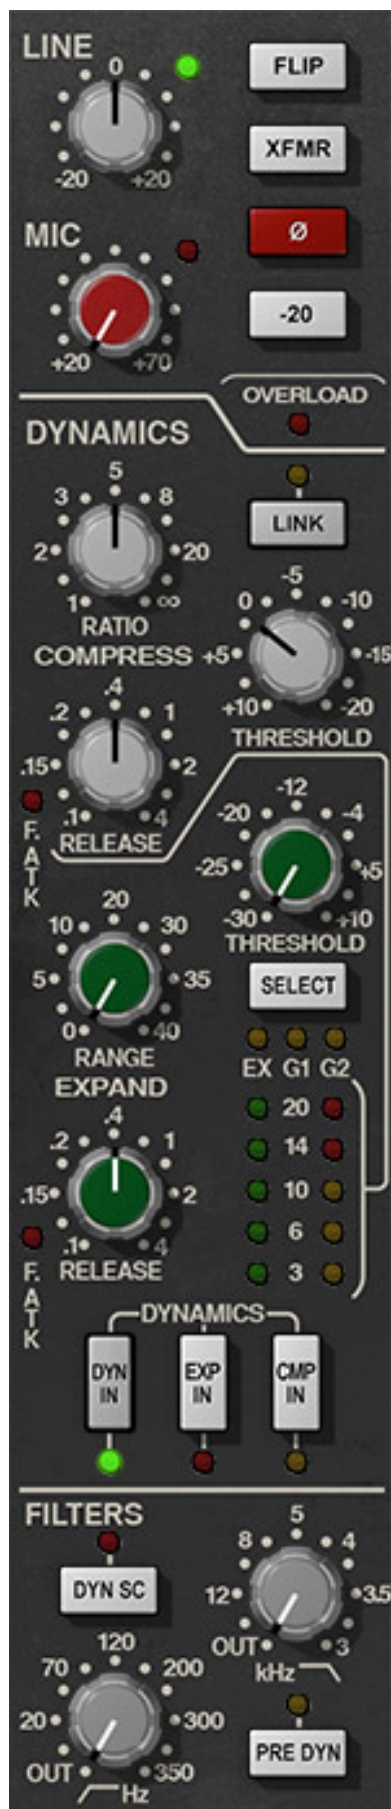 LINE
0
FLIP
-20 +20
XFMR
MIC
Ø
+20 +70
-20
OVERLOAD
DYNAMICS
LINK
5
3 8
2 20
1 ∞
RATIO
COMPRESS
-5
0 -10
+5 -15
+10 -20
THRESHOLD
.4
.2 1
.15 2
.1 4
RELEASE
F. ATK
-12
-20 -4
-25 +5
-30 +10
THRESHOLD
20
10 30
5 35
0 40
RANGE
EXPAND
SELECT
EX G1 G2
20
14
10
6
3
.4
.2 1
.15 2
.1 4
RELEASE
F. ATK
DYNAMICS
DYN IN
EXP IN
CMP IN
FILTERS
DYN SC
5
8 4
12 3.5
OUT 3
kHz
120
70 200
20 300
OUT 350
Hz
PRE DYN